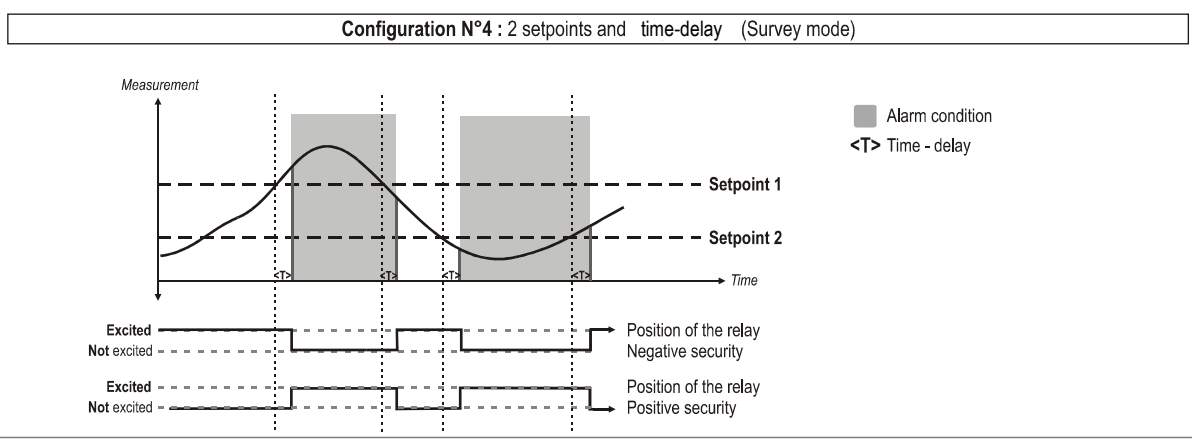 Configuration N°4 : 2 setpoints and time-delay (Survey mode)
Measurement
Alarm condition
<T> Time - delay
Setpoint 1
Setpoint 2
<T> <T> <T> <T>
Time
Excited
Not excited
Position of the relay
Negative security
Excited
Not excited
Position of the relay
Positive security